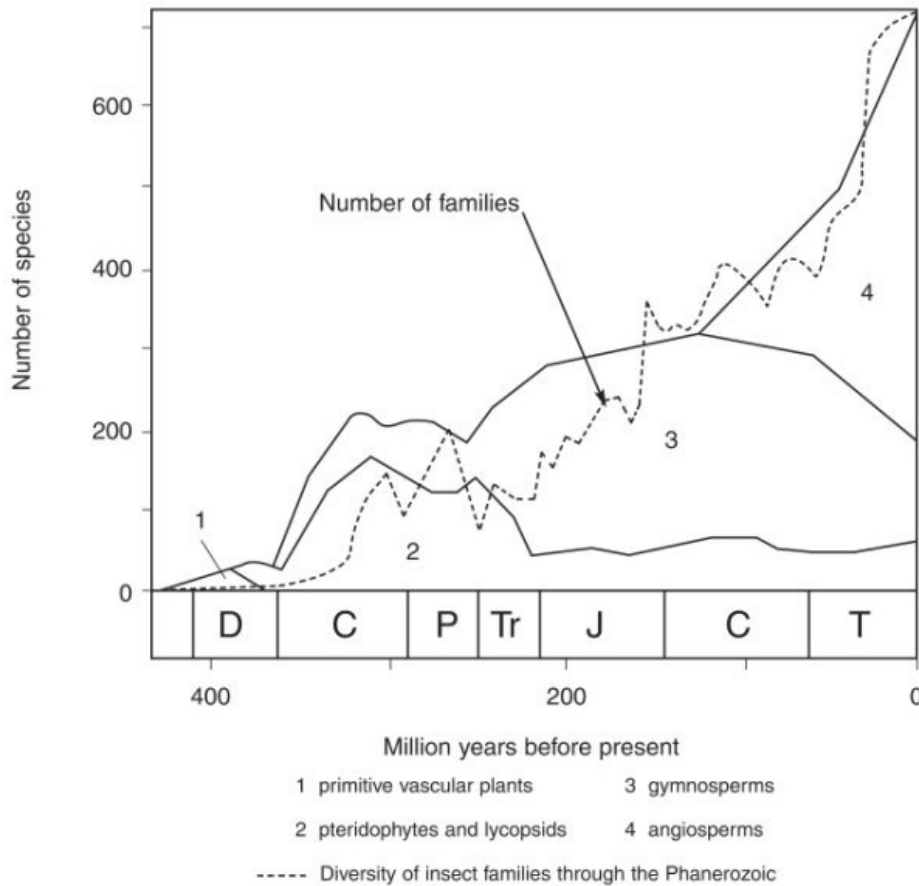 Number of species
600
400
200
0
Number of families
1
2
3
4
D C P Tr J C T
400 200 0
Million years before present
1 primitive vascular plants 3 gymnosperms
2 pteridophytes and lycopsids 4 angiosperms
Diversity of insect families through the Phanerozoic